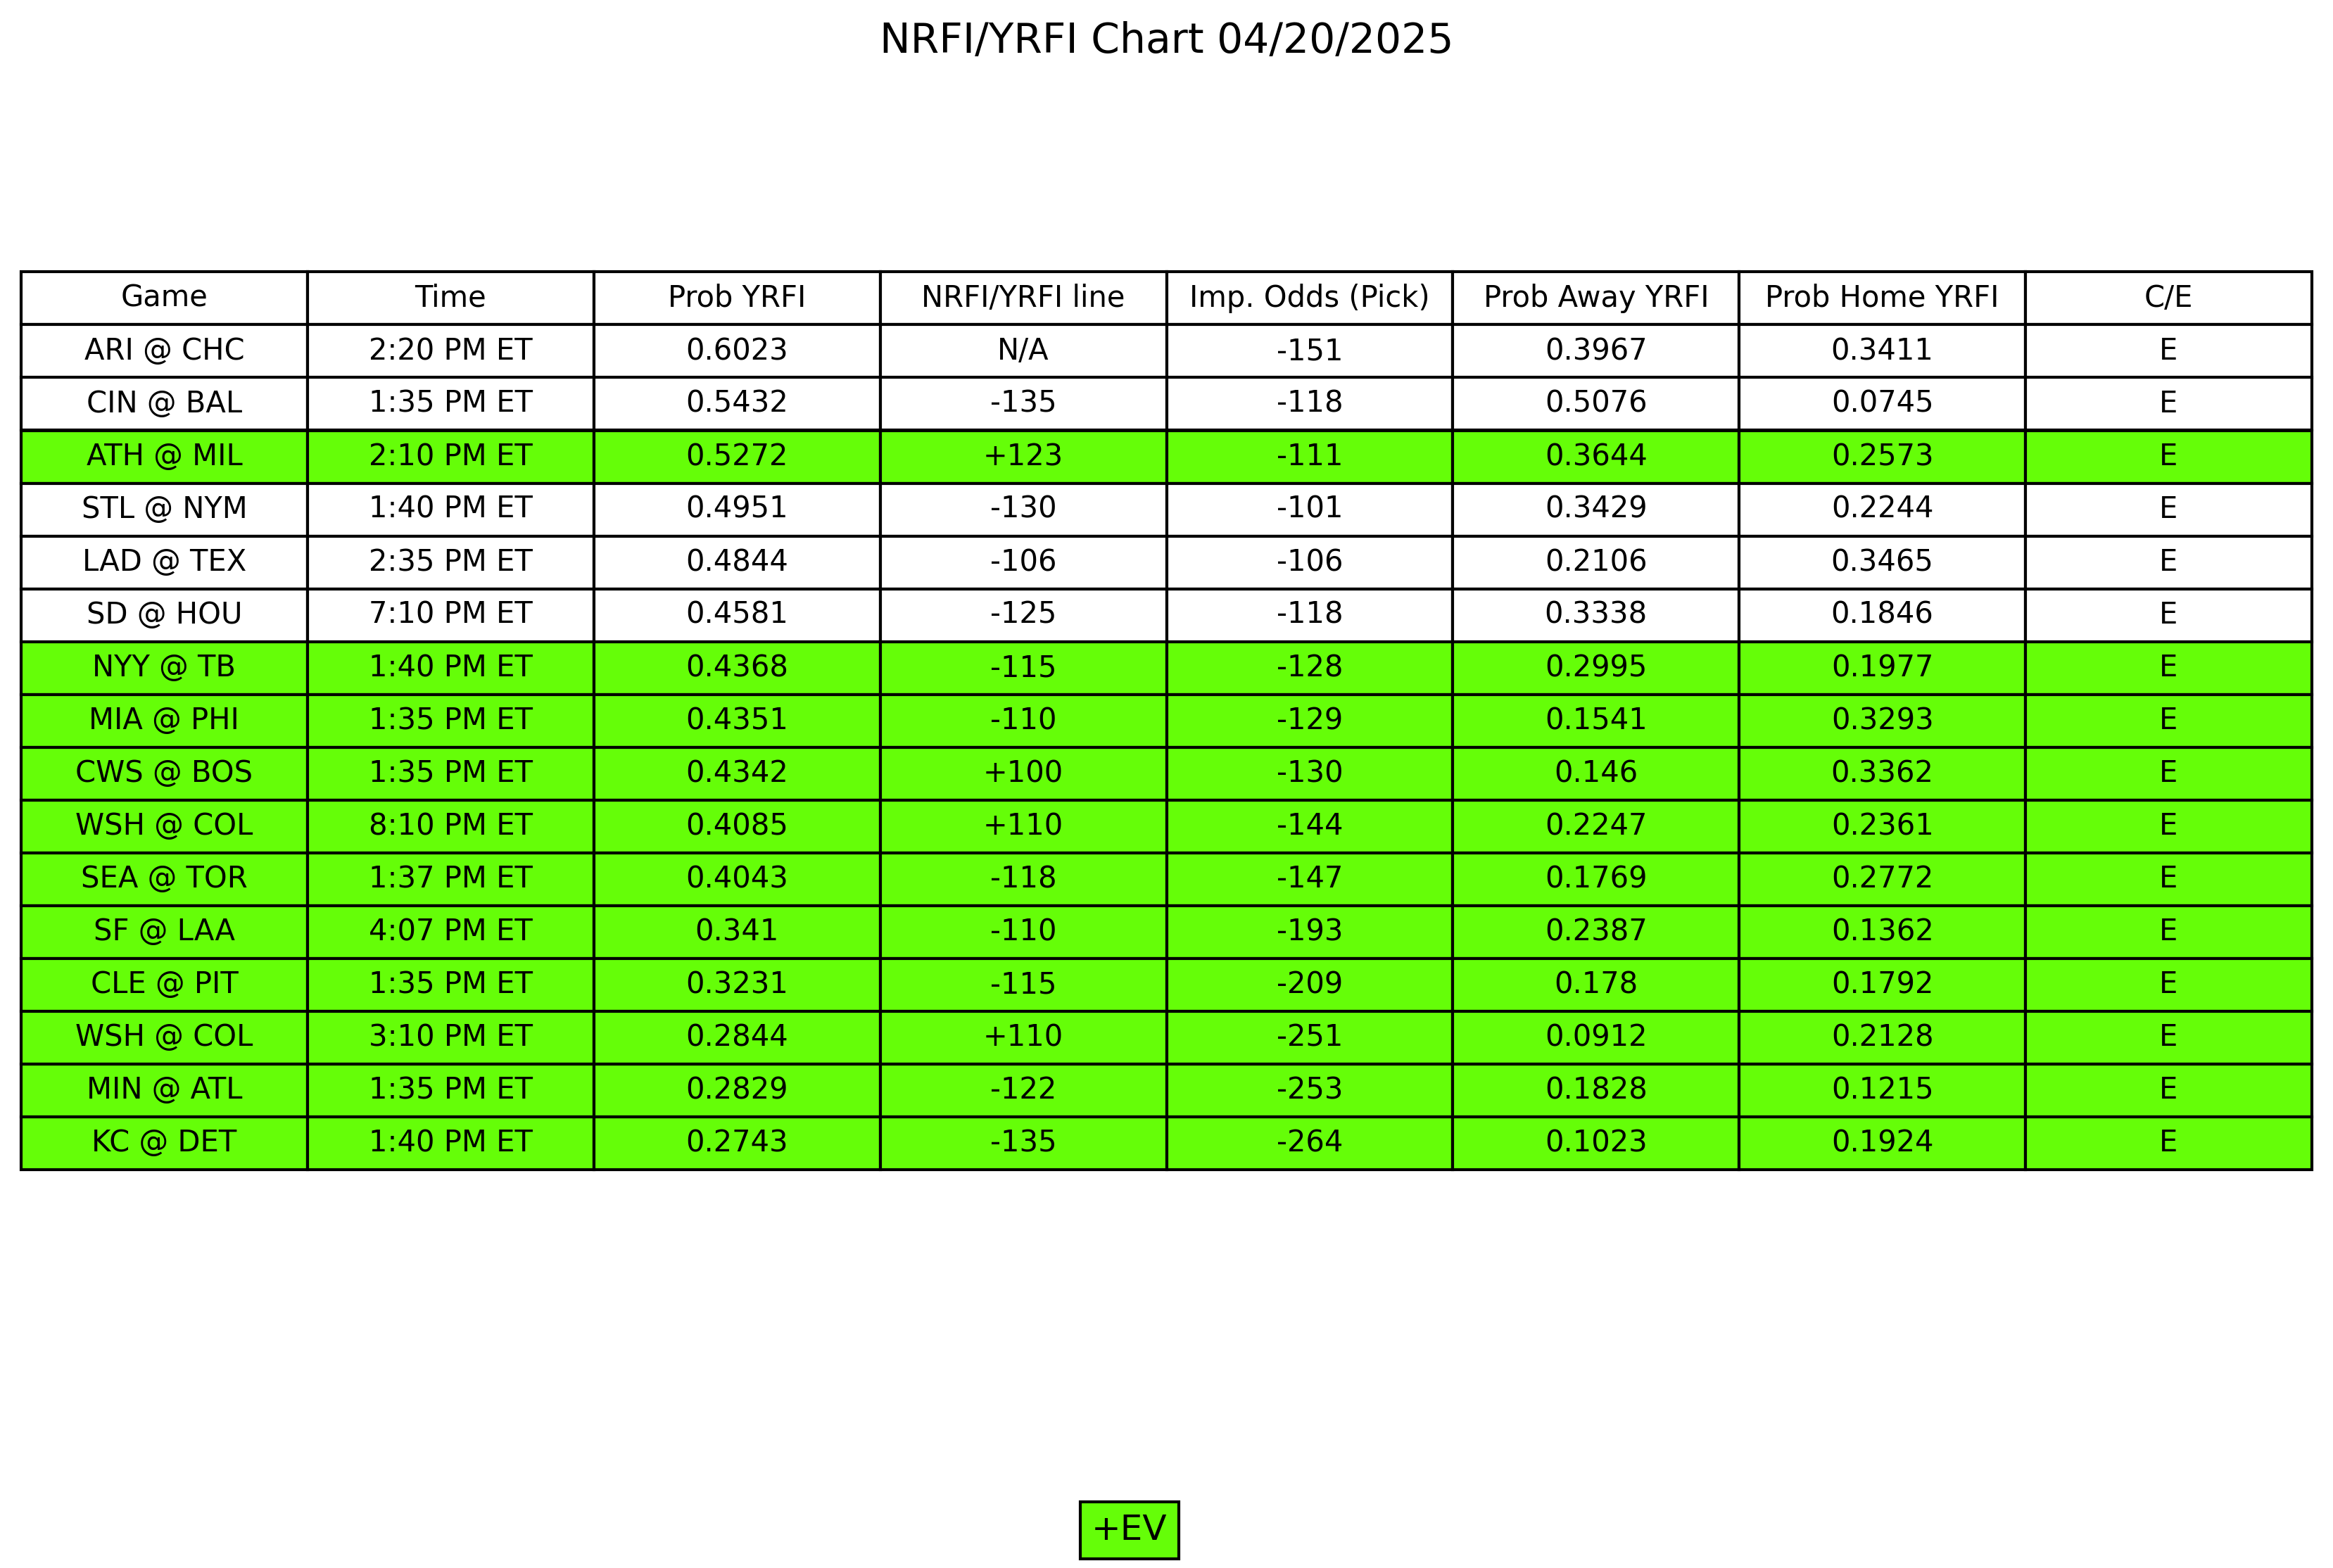 NRFI/YRFI Chart 04/20/2025
Game Time Prob YRFI NRFI/YRFI line Imp. Odds (Pick) Prob Away YRFI Prob Home YRFI C/E
ARI @ CHC 2:20 PM ET 0.6023 N/A -151 0.3967 0.3411 E
CIN @ BAL 1:35 PM ET 0.5432 -135 -118 0.5076 0.0745 E
ATH @ MIL 2:10 PM ET 0.5272 +123 -111 0.3644 0.2573 E
STL @ NYM 1:40 PM ET 0.4951 -130 -101 0.3429 0.2244 E
LAD @ TEX 2:35 PM ET 0.4844 -106 -106 0.2106 0.3465 E
SD @ HOU 7:10 PM ET 0.4581 -125 -118 0.3338 0.1846 E
NYY @ TB 1:40 PM ET 0.4368 -115 -128 0.2995 0.1977 E
MIA @ PHI 1:35 PM ET 0.4351 -110 -129 0.1541 0.3293 E
CWS @ BOS 1:35 PM ET 0.4342 +100 -130 0.146 0.3362 E
WSH @ COL 8:10 PM ET 0.4085 +110 -144 0.2247 0.2361 E
SEA @ TOR 1:37 PM ET 0.4043 -118 -147 0.1769 0.2772 E
SF @ LAA 4:07 PM ET 0.341 -110 -193 0.2387 0.1362 E
CLE @ PIT 1:35 PM ET 0.3231 -115 -209 0.178 0.1792 E
WSH @ COL 3:10 PM ET 0.2844 +110 -251 0.0912 0.2128 E
MIN @ ATL 1:35 PM ET 0.2829 -122 -253 0.1828 0.1215 E
KC @ DET 1:40 PM ET 0.2743 -135 -264 0.1023 0.1924 E
+EV